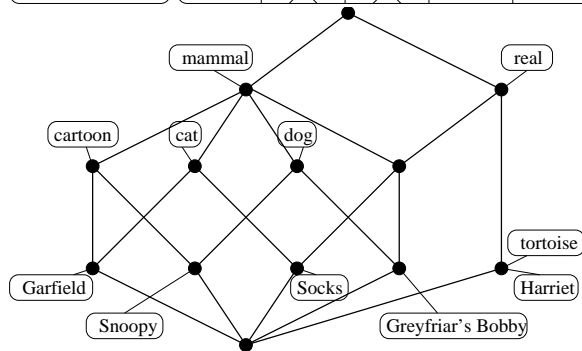 mammal real
cartoon cat dog
tortoise
Garfield Socks Harriet
Snoopy Greyfriar's Bobby